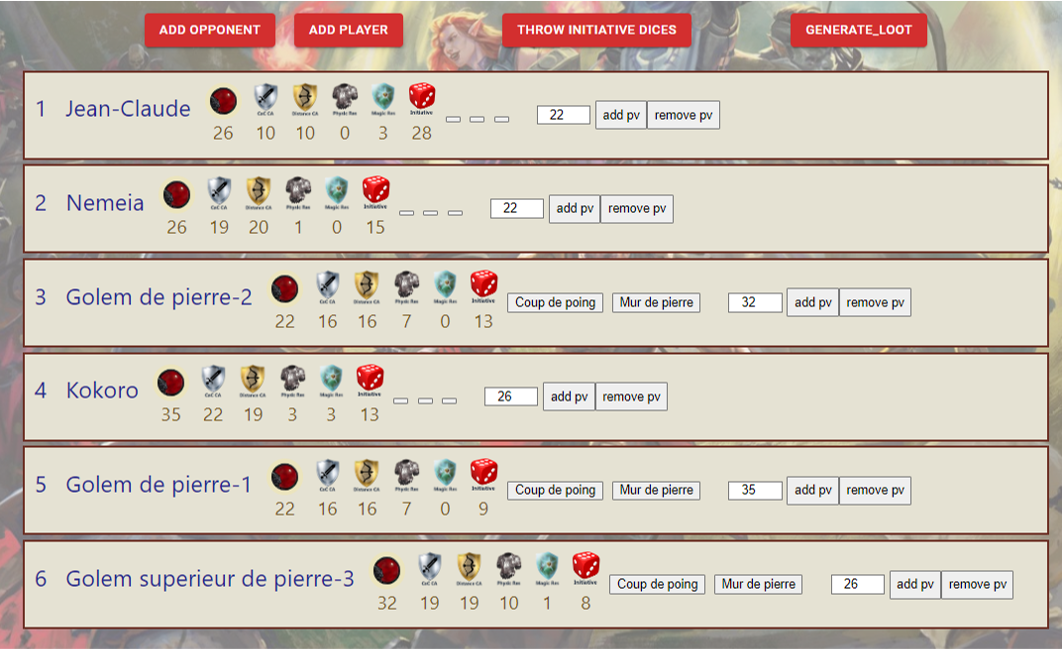 ADD OPPONENT ADD PLAYER THROW INITIATIVE DICES GENERATE_LOOT
1 Jean-Claude CoC CA Distance CA Physic Res Magic Res Initiative 22 add pv remove pv
26 10 10 0 3 28
2 Nemeia CoC CA Distance CA Physic Res Magic Res Initiative 22 add pv remove pv
26 19 20 1 0 15
3 Golem de pierre-2 CoC CA Distance CA Physic Res Magic Res Initiative Coup de poing Mur de pierre 32 add pv remove pv
22 16 16 7 0 13
4 Kokoro CoC CA Distance CA Physic Res Magic Res Initiative 26 add pv remove pv
35 22 19 3 3 13
5 Golem de pierre-1 CoC CA Distance CA Physic Res Magic Res Initiative Coup de poing Mur de pierre 35 add pv remove pv
22 16 16 7 0 9
6 Golem superieur de pierre-3 CoC CA Distance CA Physic Res Magic Res Initiative Coup de poing Mur de pierre 26 add pv remove pv
32 19 19 10 1 8